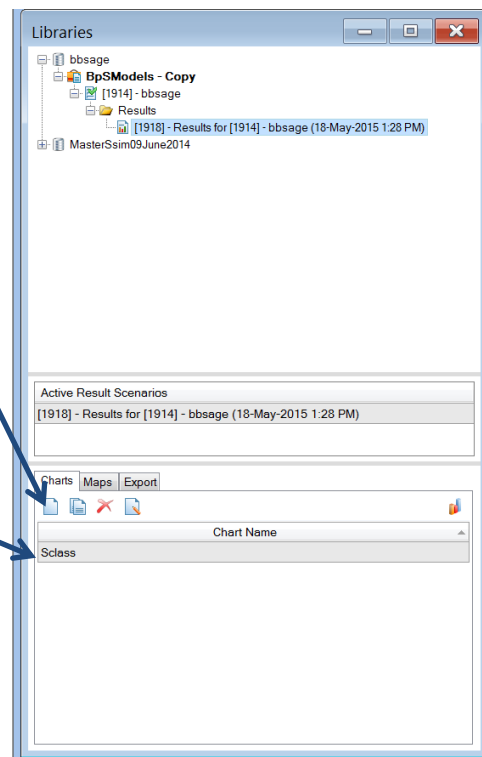 Libraries
bbsage
BpSModels - Copy
[1914] - bbsage
Results
[1918] - Results for [1914] - bbsage (18-May-2015 1:28 PM)
MasterSsim09June2014
Active Result Scenarios
[1918] - Results for [1914] - bbsage (18-May-2015 1:28 PM)
Charts Maps Export
Chart Name
Sclass